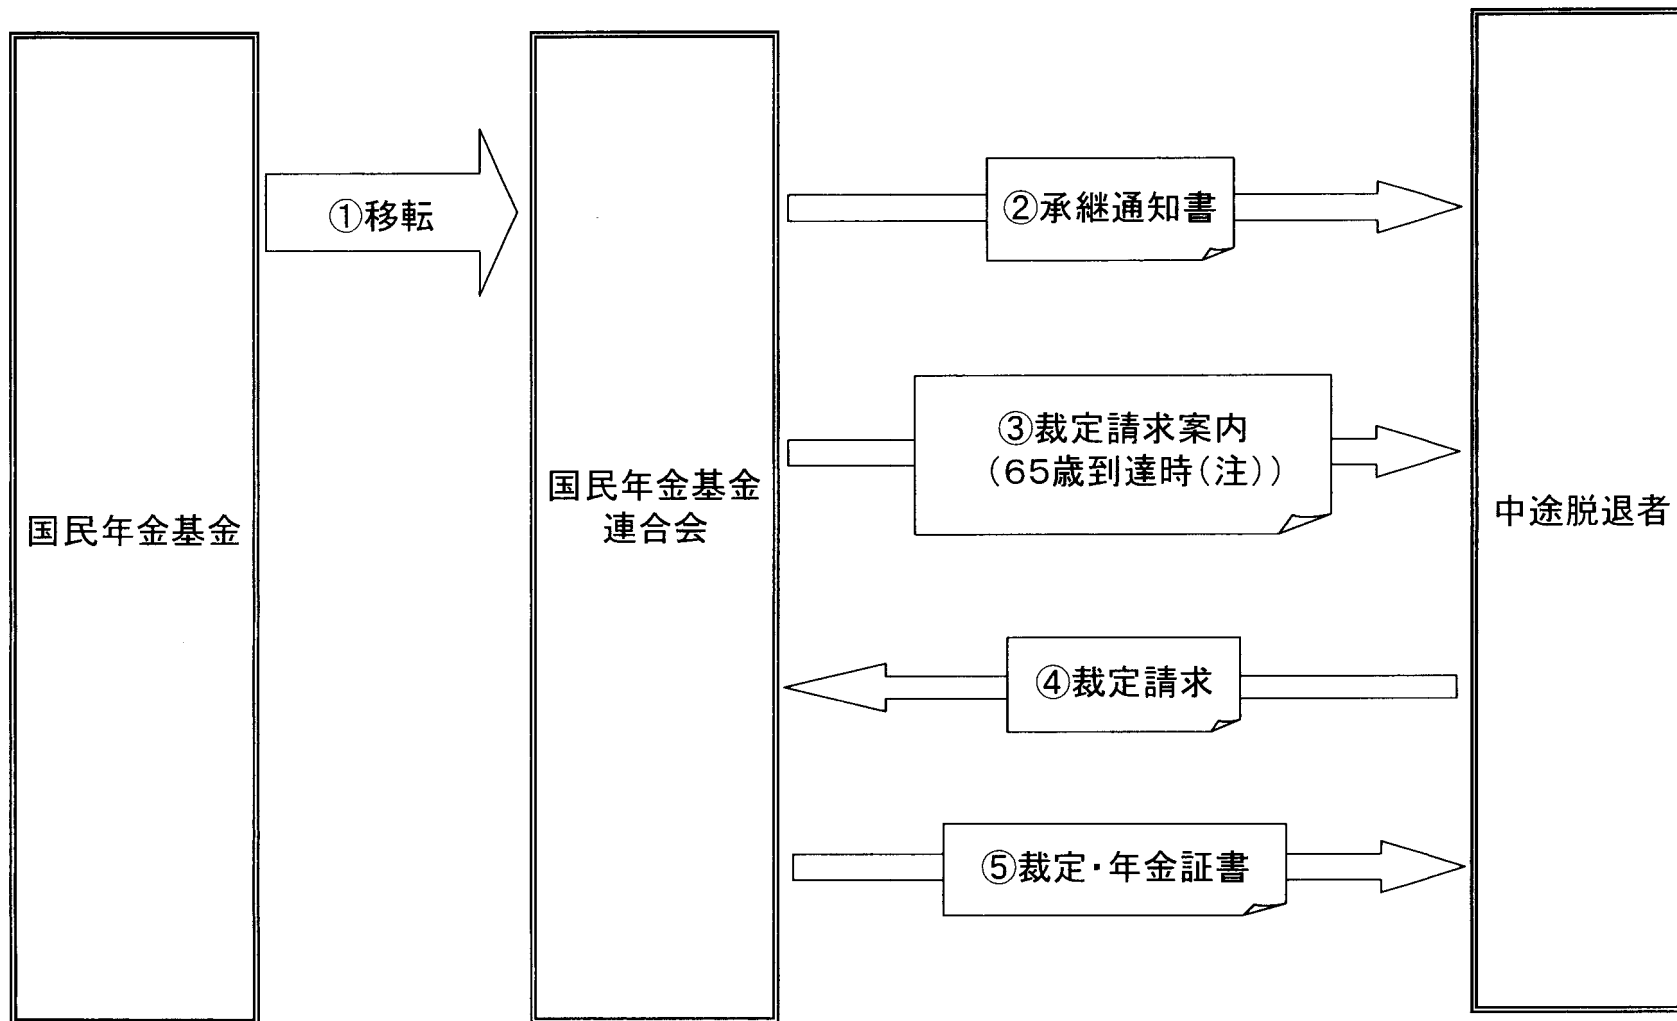 国民年金基金
①移転
国民年金基金
連合会
②承継通知書
③裁定請求案内
(65歳到達時(注))
④裁定請求
⑤裁定・年金証書
中途脱退者